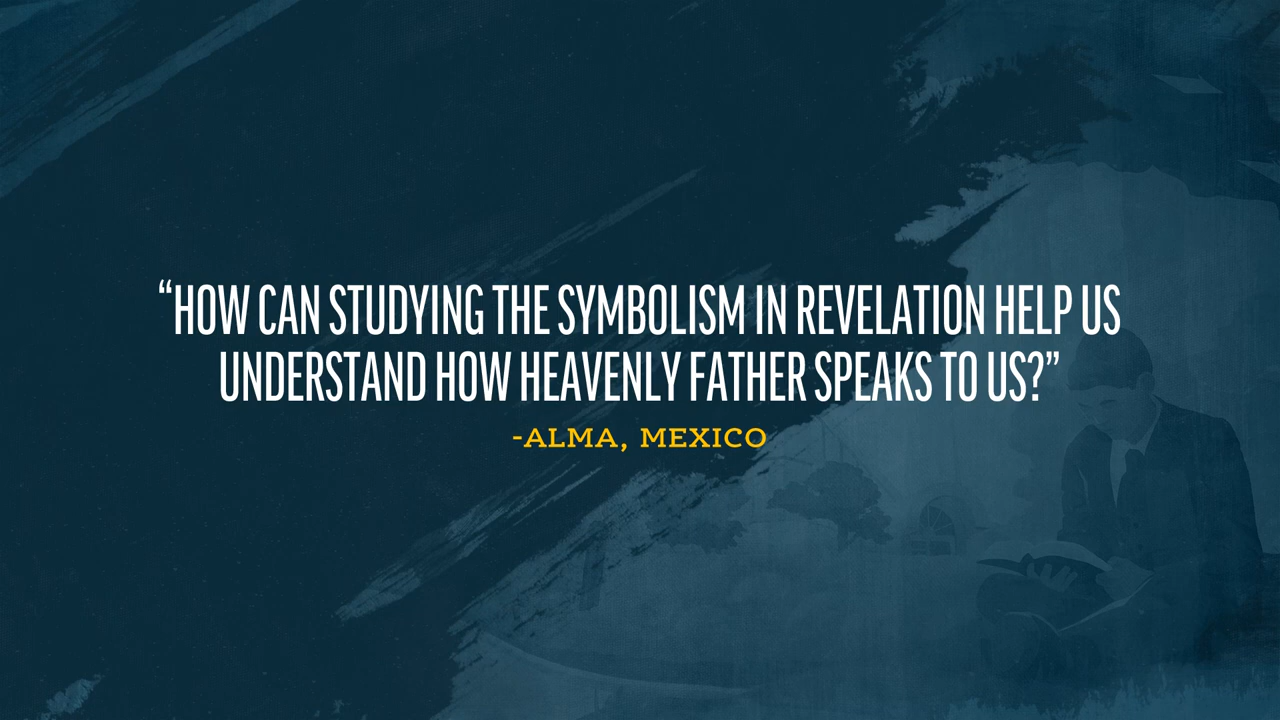 “HOW CAN STUDYING THE SYMBOLISM IN REVELATION HELP US
UNDERSTAND HOW HEAVENLY FATHER SPEAKS TO US?”
-ALMA, MEXICO